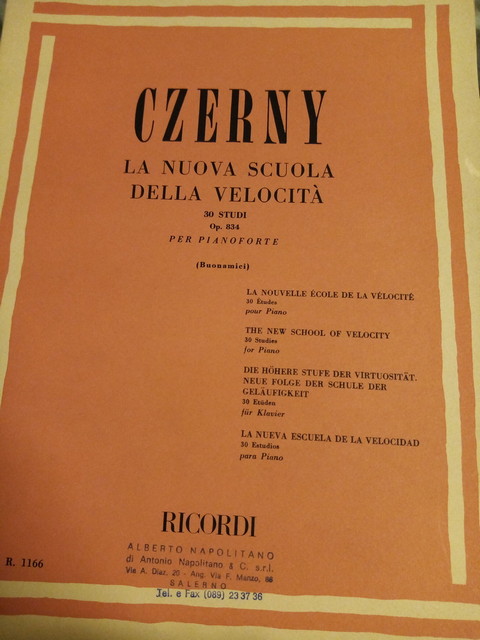 CZERNY
LA NUOVA SCUOLA
DELLA VELOCITÀ
30 STUDI
Op. 834
PER PIANOFORTE
(Buonamici)
LA NOUVELLE ÉCOLE DE LA VÉLOCITÉ
30 Études
pour Piano
THE NEW SCHOOL OF VELOCITY
30 Studies
for Piano
DIE HÖHERE STUFE DER VIRTUOSITÄT.
NEUE FOLGE DER SCHULE DER
GELÄUFIGKEIT
30 Etüden
für Klavier
LA NUEVA ESCUELA DE LA VELOCIDAD
30 Estudios
para Piano
RICORDI
R. 1166
ALBERTO NAPOLITANO
di Antonio Napolitano & C. s.r.l.
Via A. Diaz, 20 - Ang. Via F. Manzo, 68
SALERNO
Tel. e Fax (089) 23 37 36